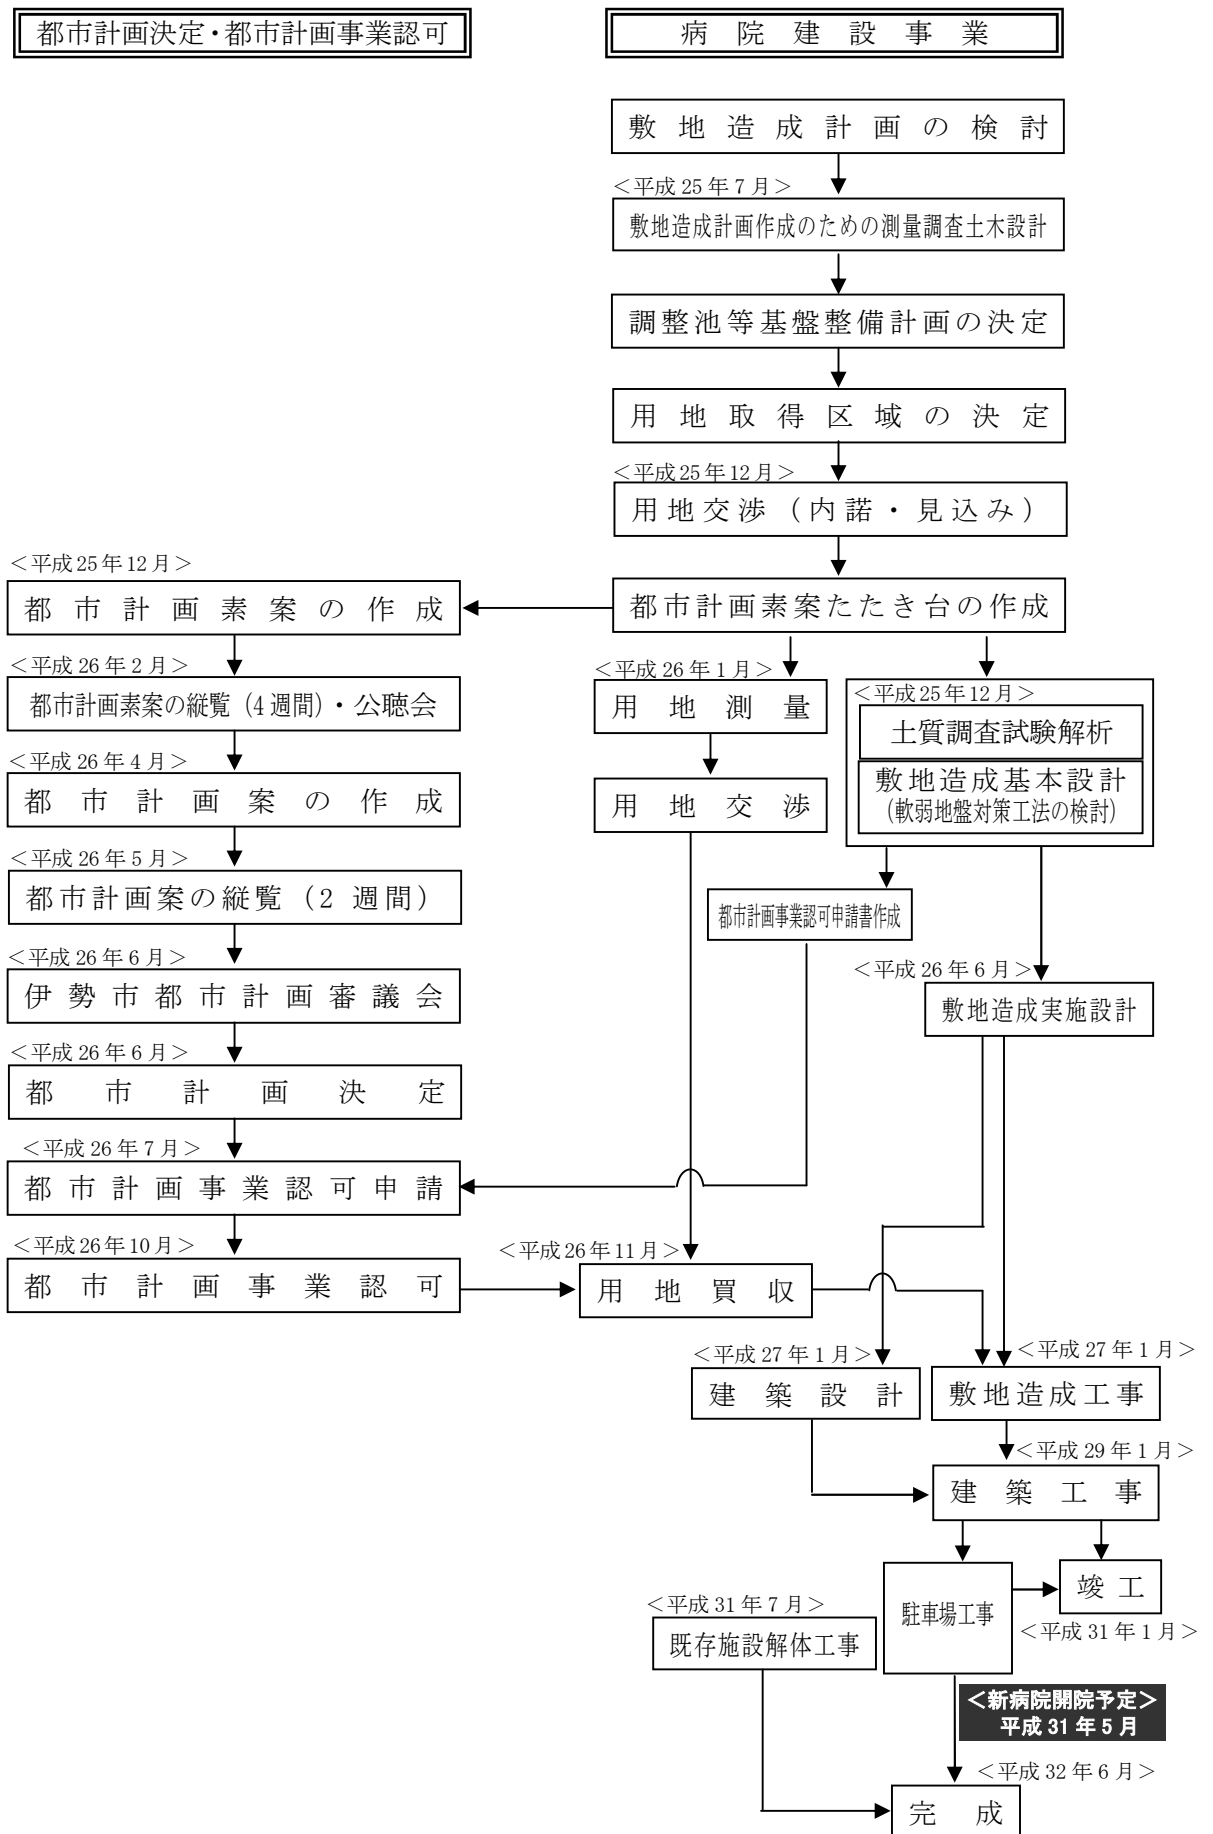 都市計画決定・都市計画事業認可
病院建設事業
敷地造成計画の検討
＜平成25年7月＞
敷地造成計画作成のための測量調査土木設計
調整池等基盤整備計画の決定
用地取得区域の決定
＜平成25年12月＞
用地交渉（内諾・見込み）
＜平成25年12月＞
都市計画素案の作成
都市計画素案たたき台の作成
＜平成26年2月＞
都市計画素案の縦覧（4週間）・公聴会
＜平成26年1月＞
用地測量
＜平成25年12月＞
土質調査試験解析
敷地造成基本設計
（軟弱地盤対策工法の検討）
＜平成26年4月＞
都市計画案の作成
用地交渉
＜平成26年5月＞
都市計画案の縦覧（2週間）
都市計画事業認可申請書作成
＜平成26年6月＞
伊勢市都市計画審議会
＜平成26年6月＞
敷地造成実施設計
＜平成26年6月＞
都市計画決定
＜平成26年7月＞
都市計画事業認可申請
＜平成26年10月＞
都市計画事業認可
＜平成26年11月＞
用地買収
＜平成27年1月＞
建築設計
＜平成27年1月＞
敷地造成工事
＜平成29年1月＞
建築工事
駐車場工事
竣工
＜平成31年1月＞
＜平成31年7月＞
既存施設解体工事
＜新病院開院予定＞
平成31年5月
＜平成32年6月＞
完成